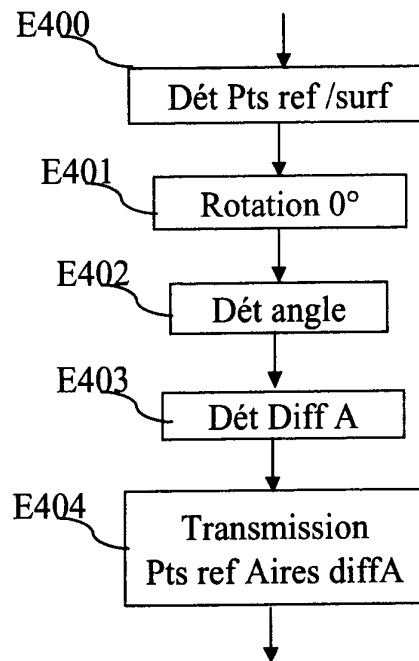 E400
Dét Pts ref /surf
E401
Rotation 0°
E402
Dét angle
E403
Dét Diff A
E404
Transmission
Pts ref Aires diffA